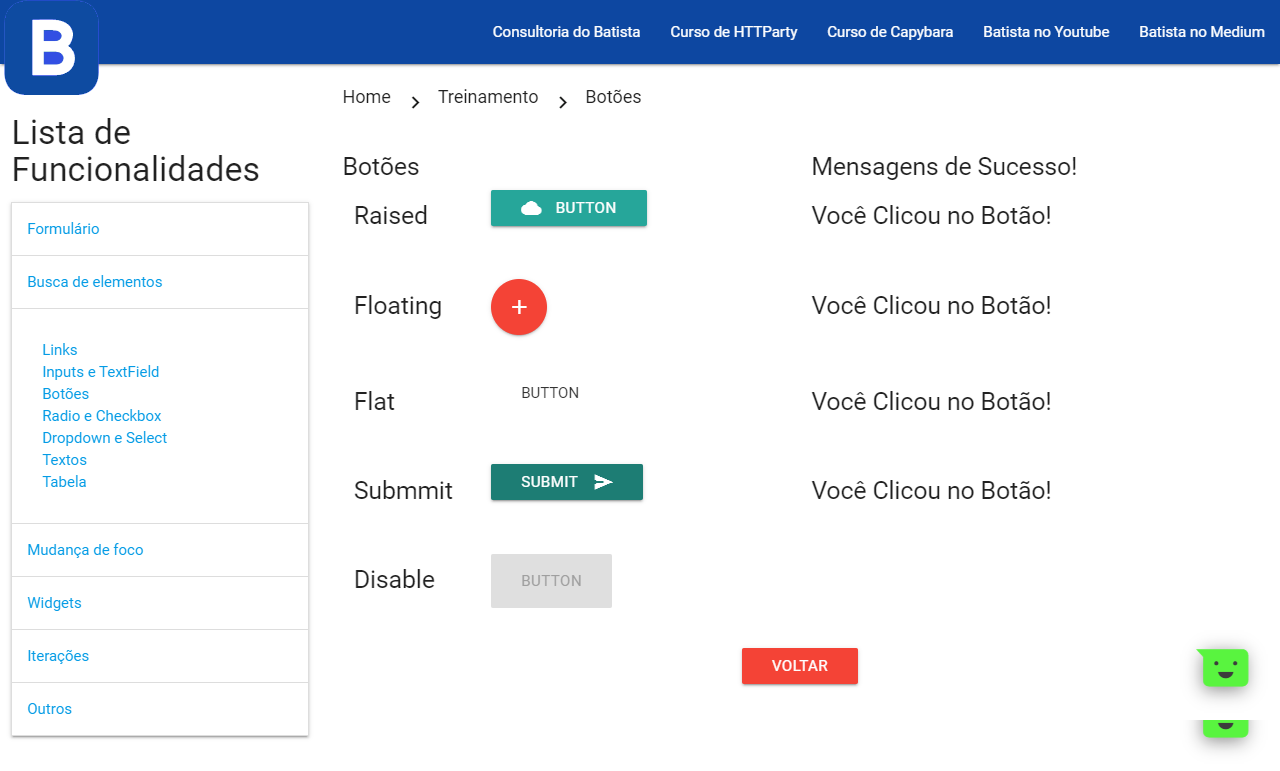 B
Consultoria do Batista
Curso de HTTParty
Curso de Capybara
Batista no Youtube
Batista no Medium
Lista de
Funcionalidades
Formulário
Busca de elementos
Links
Inputs e TextField
Botões
Radio e Checkbox
Dropdown e Select
Textos
Tabela
Mudança de foco
Widgets
Iterações
Outros
Home
Treinamento
Botões
Botões
Mensagens de Sucesso!
Raised
BUTTON
Você Clicou no Botão!
Floating
+
Você Clicou no Botão!
Flat
BUTTON
Você Clicou no Botão!
Submmit
SUBMIT
Você Clicou no Botão!
Disable
BUTTON
VOLTAR